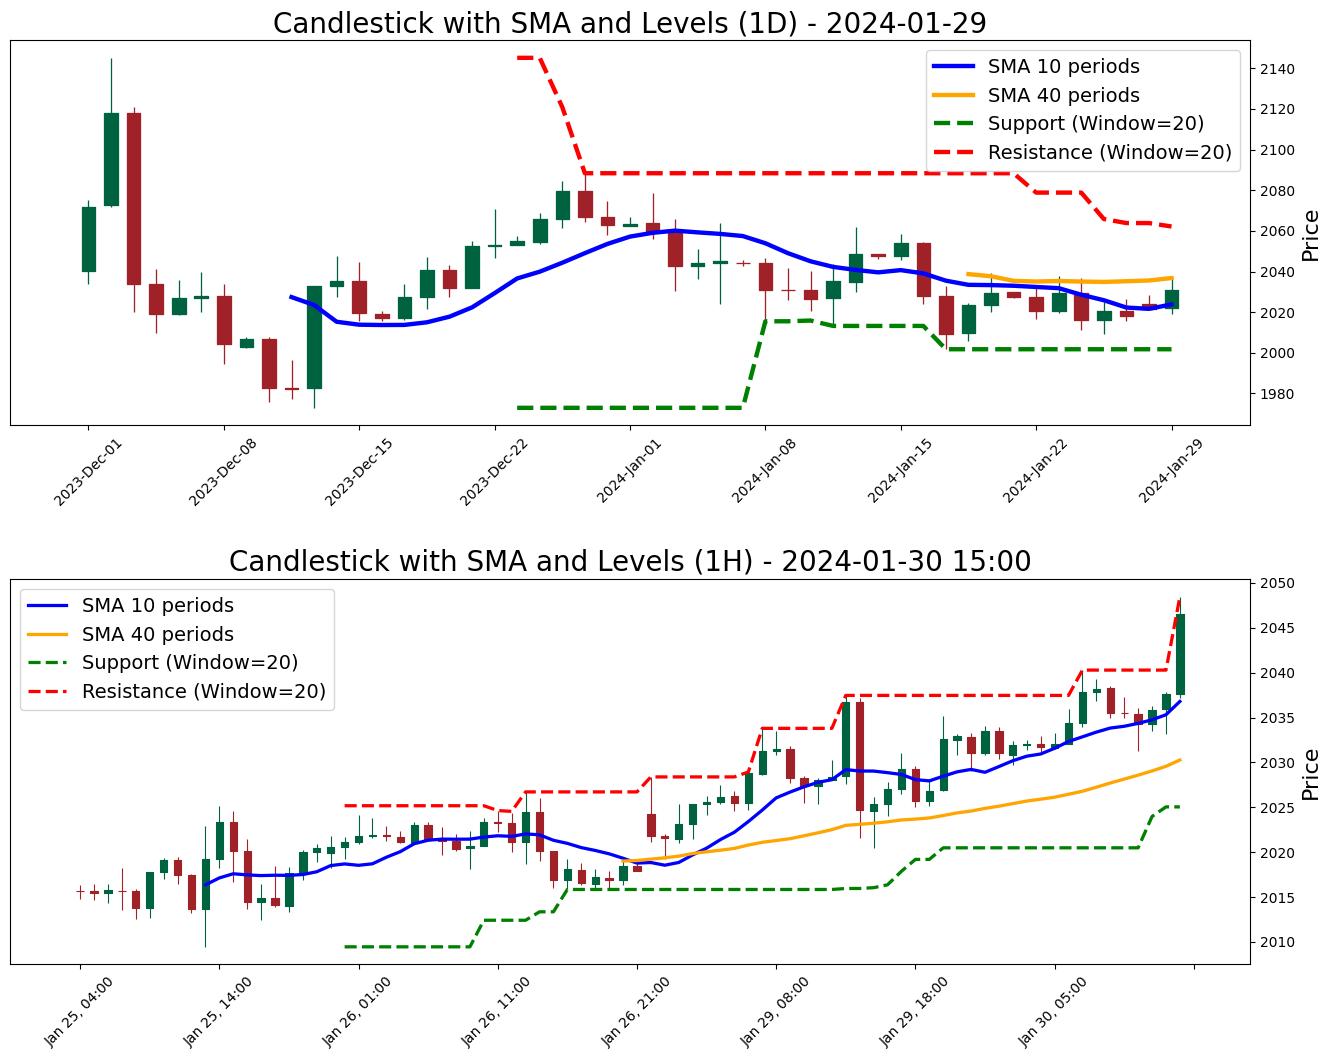 Candlestick with SMA and Levels (1D) - 2024-01-29
SMA 10 periods
SMA 40 periods
Support (Window=20)
Resistance (Window=20)
2140
2120
2100
2080
2060
2040
2020
2000
1980
Price
2023-Dec-01
2023-Dec-08
2023-Dec-15
2023-Dec-22
2024-Jan-01
2024-Jan-08
2024-Jan-15
2024-Jan-22
2024-Jan-29
Candlestick with SMA and Levels (1H) - 2024-01-30 15:00
SMA 10 periods
SMA 40 periods
Support (Window=20)
Resistance (Window=20)
2050
2045
2040
2035
2030
2025
2020
2015
2010
Price
Jan 25, 04:00
Jan 25, 14:00
Jan 26, 01:00
Jan 26, 11:00
Jan 26, 21:00
Jan 29, 08:00
Jan 29, 18:00
Jan 30, 05:00